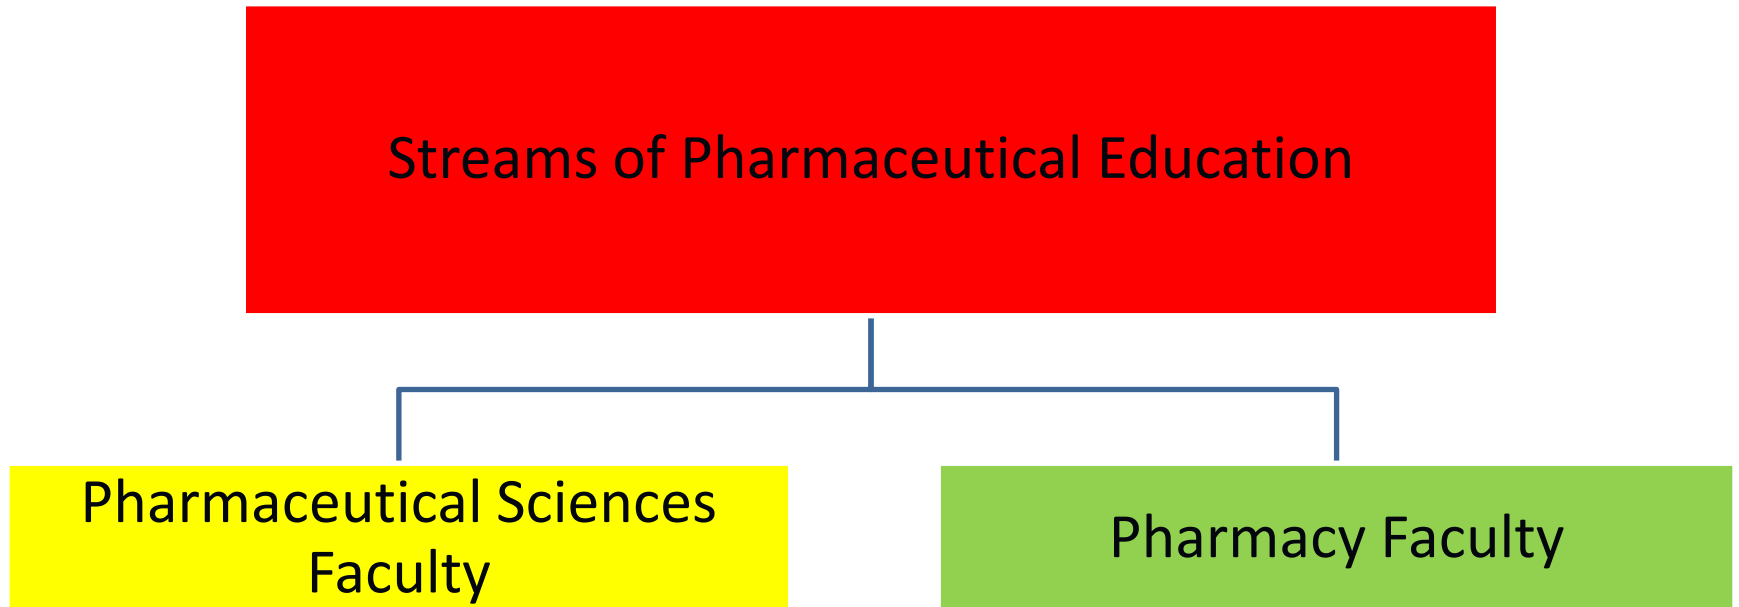 Streams of Pharmaceutical Education
Pharmaceutical Sciences
Faculty
Pharmacy Faculty